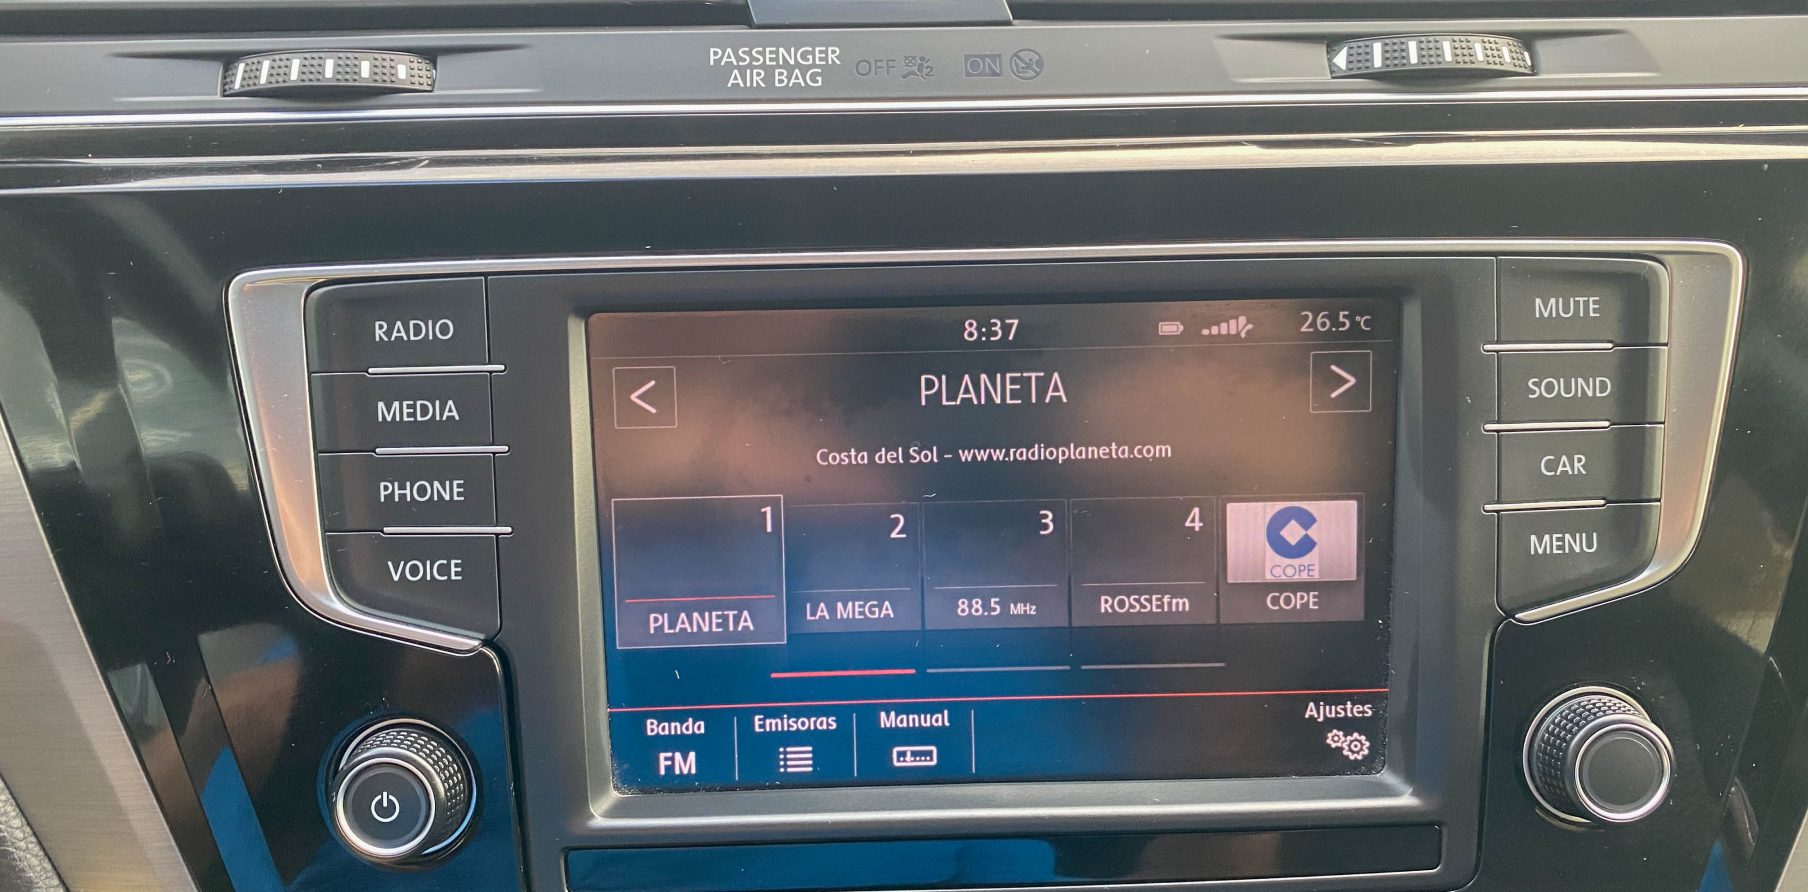 PASSENGER
AIR BAG
OFF 2
ON
RADIO
MEDIA
PHONE
VOICE
8:37
26.5°C
<
PLANETA
>
Costa del Sol - www.radioplaneta.com
1
PLANETA
2
LA MEGA
3
88.5 MHz
4
ROSSEfm
COPE
COPE
Banda
FM
Emisoras
Manual
Ajustes
MUTE
SOUND
CAR
MENU